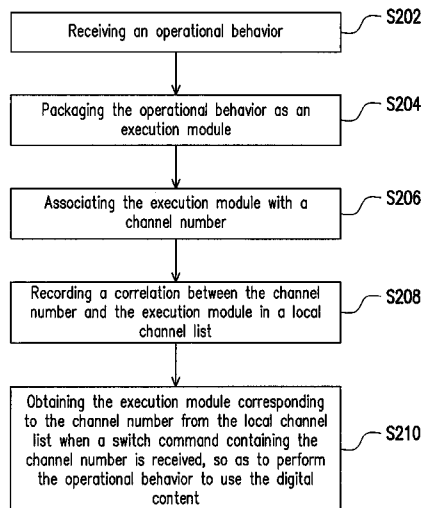 Receiving an operational behavior
S202
Packaging the operational behavior as an
execution module
S204
Associating the execution module with a
channel number
S206
Recording a correlation between the channel
number and the execution module in a local
channel list
S208
Obtaining the execution module corresponding
to the channel number from the local channel
list when a switch command containing the
channel number is received, so as to perform
the operational behavior to use the digital
content
S210